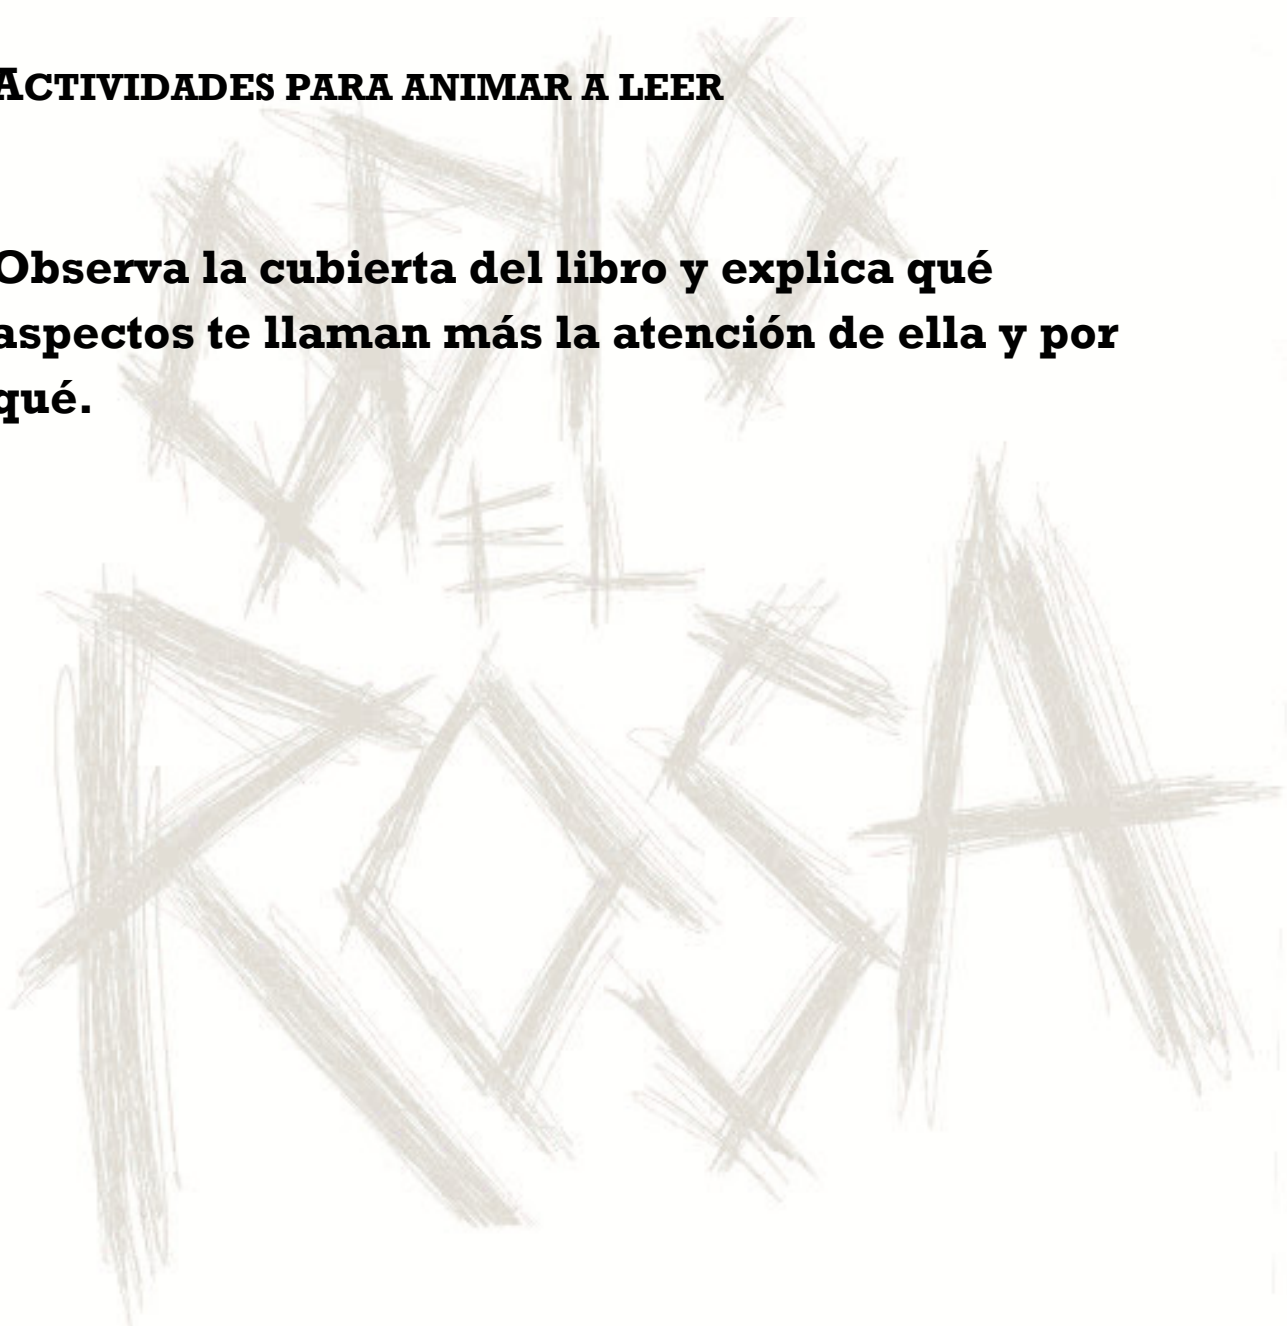 ACTIVIDADES PARA ANIMAR A LEER
Observa la cubierta del libro y explica qué
aspectos te llaman más la atención de ella y por
qué.
ODIO
EL
ROSA